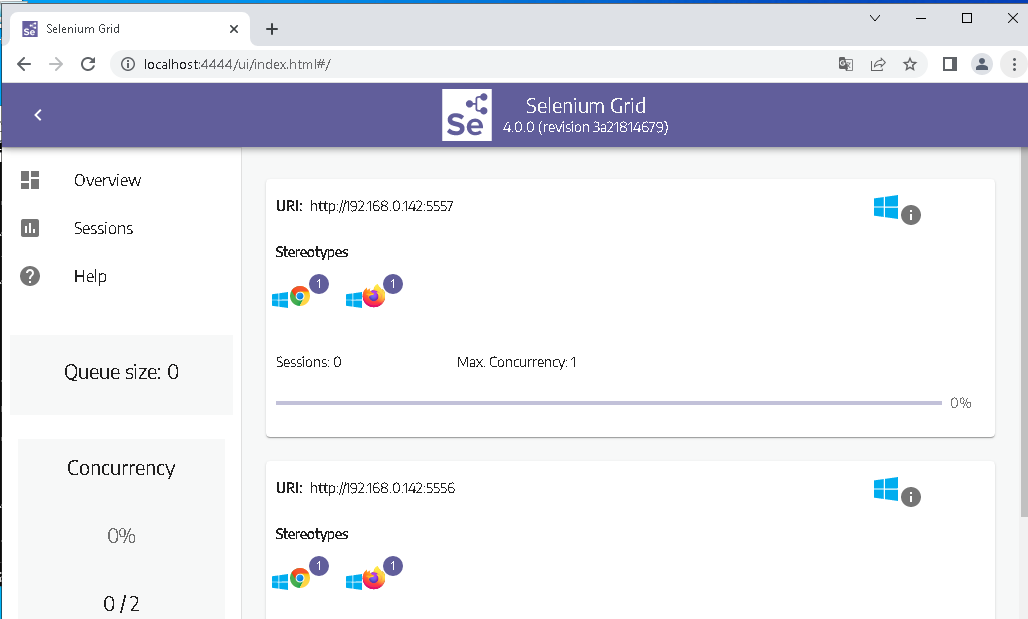 Selenium Grid
localhost:4444/ui/index.html#/
Se
Selenium Grid
4.0.0 (revision 3a21814679)
Overview
Sessions
Help
Queue size: 0
Concurrency
0%
0 / 2
URI: http://192.168.0.142:5557
Stereotypes
1
1
Sessions: 0
Max. Concurrency: 1
0%
URI: http://192.168.0.142:5556
Stereotypes
1
1